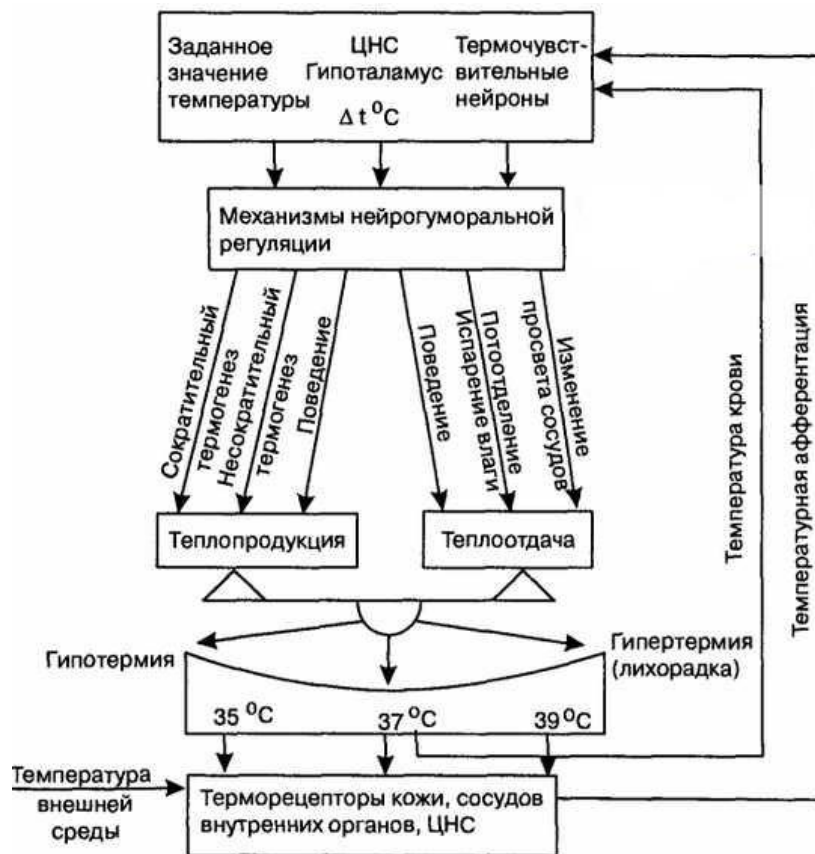 Заданное
значение
температуры
ЦНС
Гипоталамус
Δ t °C
Термочувст-
вительные
нейроны
Механизмы нейрогуморальной
регуляции
Сократительный
термогенез
Несократительный
термогенез
Поведение
Поведение
Потоотделение
Испарение влаги
Изменение
просвета сосудов
Теплопродукция
Теплоотдача
Температура крови
Температурная афферентация
Гипотермия
Гипертермия
(лихорадка)
35 °C
37 °C
39 °C
Температура
внешней
среды
Терморецепторы кожи, сосудов
внутренних органов, ЦНС